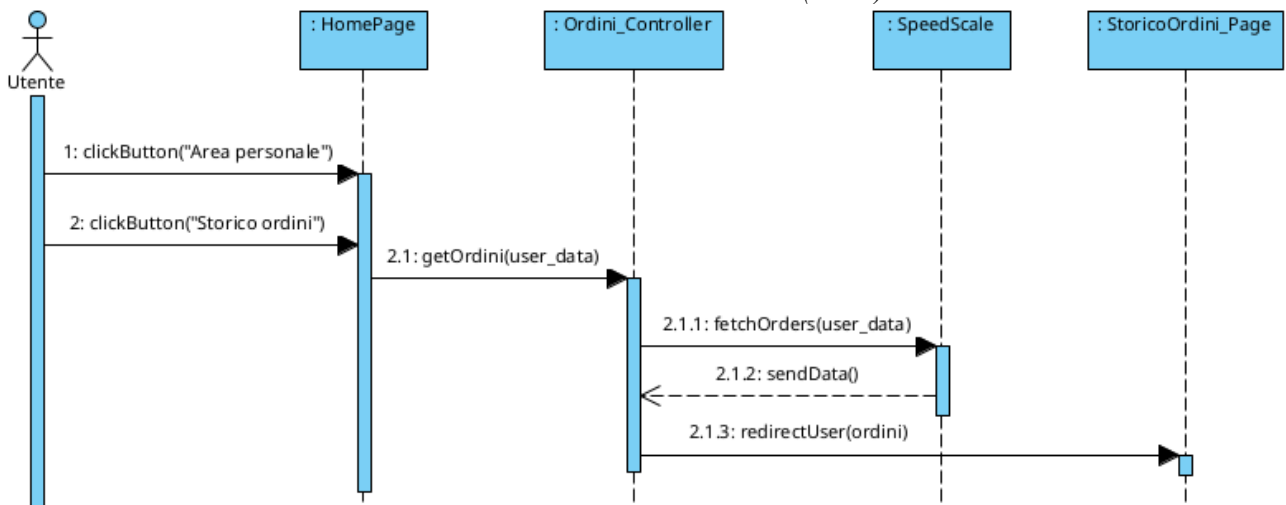 : HomePage
: Ordini_Controller
: SpeedScale
: StoricoOrdini_Page
Utente
1: clickButton("Area personale")
2: clickButton("Storico ordini")
2.1: getOrdini(user_data)
2.1.1: fetchOrders(user_data)
2.1.2: sendData()
2.1.3: redirectUser(ordini)